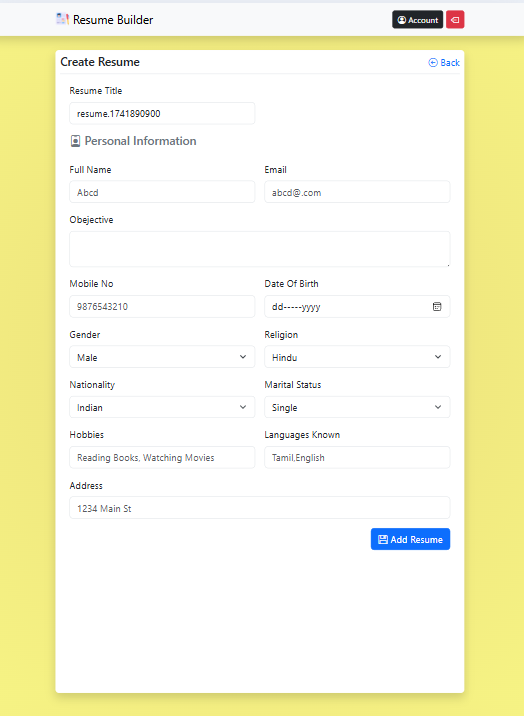 Resume Builder
Account
Create Resume
Back
Resume Title
resume.1741890900
Personal Information
Full Name
Email
Abcd
abcd@.com
Obejective
Mobile No
Date Of Birth
9876543210
dd-----yyyy
Gender
Religion
Male
Hindu
Nationality
Marital Status
Indian
Single
Hobbies
Languages Known
Reading Books, Watching Movies
Tamil,English
Address
1234 Main St
Add Resume